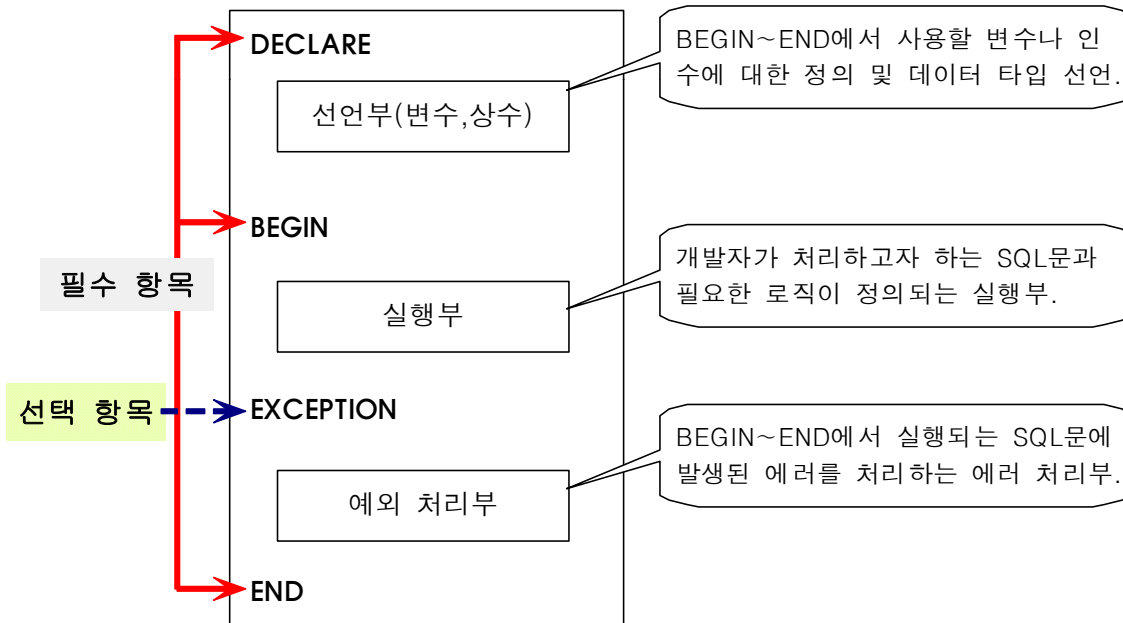 DECLARE
선언부(변수,상수)
BEGIN~END에서 사용할 변수나 인
수에 대한 정의 및 데이터 타입 선언.
BEGIN
필수 항목
실행부
개발자가 처리하고자 하는 SQL문과
필요한 로직이 정의되는 실행부.
선택 항목
EXCEPTION
예외 처리부
BEGIN~END에서 실행되는 SQL문에
발생된 에러를 처리하는 에러 처리부.
END